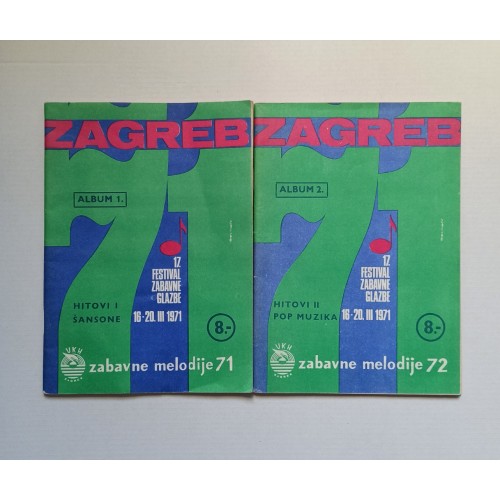 ZAGREB
71
ALBUM 1.
17.
FESTIVAL
ZABAVNE
GLAZBE
HITOVI I
ŠANSONE
16-20. III 1971
8.-
UKH
zabavne melodije 71
ZAGREB
71
ALBUM 2.
17.
FESTIVAL
ZABAVNE
GLAZBE
HITOVI II
POP MUZIKA
16-20. III 1971
8.-
UKH
zabavne melodije 72